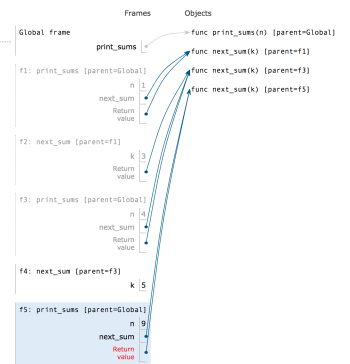 Frames Objects
Global frame
print_sums
func print_sums(n) [parent=Global]
func next_sum(k) [parent=f1]
func next_sum(k) [parent=f3]
func next_sum(k) [parent=f5]
f1: print_sums [parent=Global]
n 1
next_sum
Return
value
f2: next_sum [parent=f1]
k 3
Return
value
f3: print_sums [parent=Global]
n 4
next_sum
Return
value
f4: next_sum [parent=f3]
k 5
f5: print_sums [parent=Global]
n 9
next_sum
Return
value